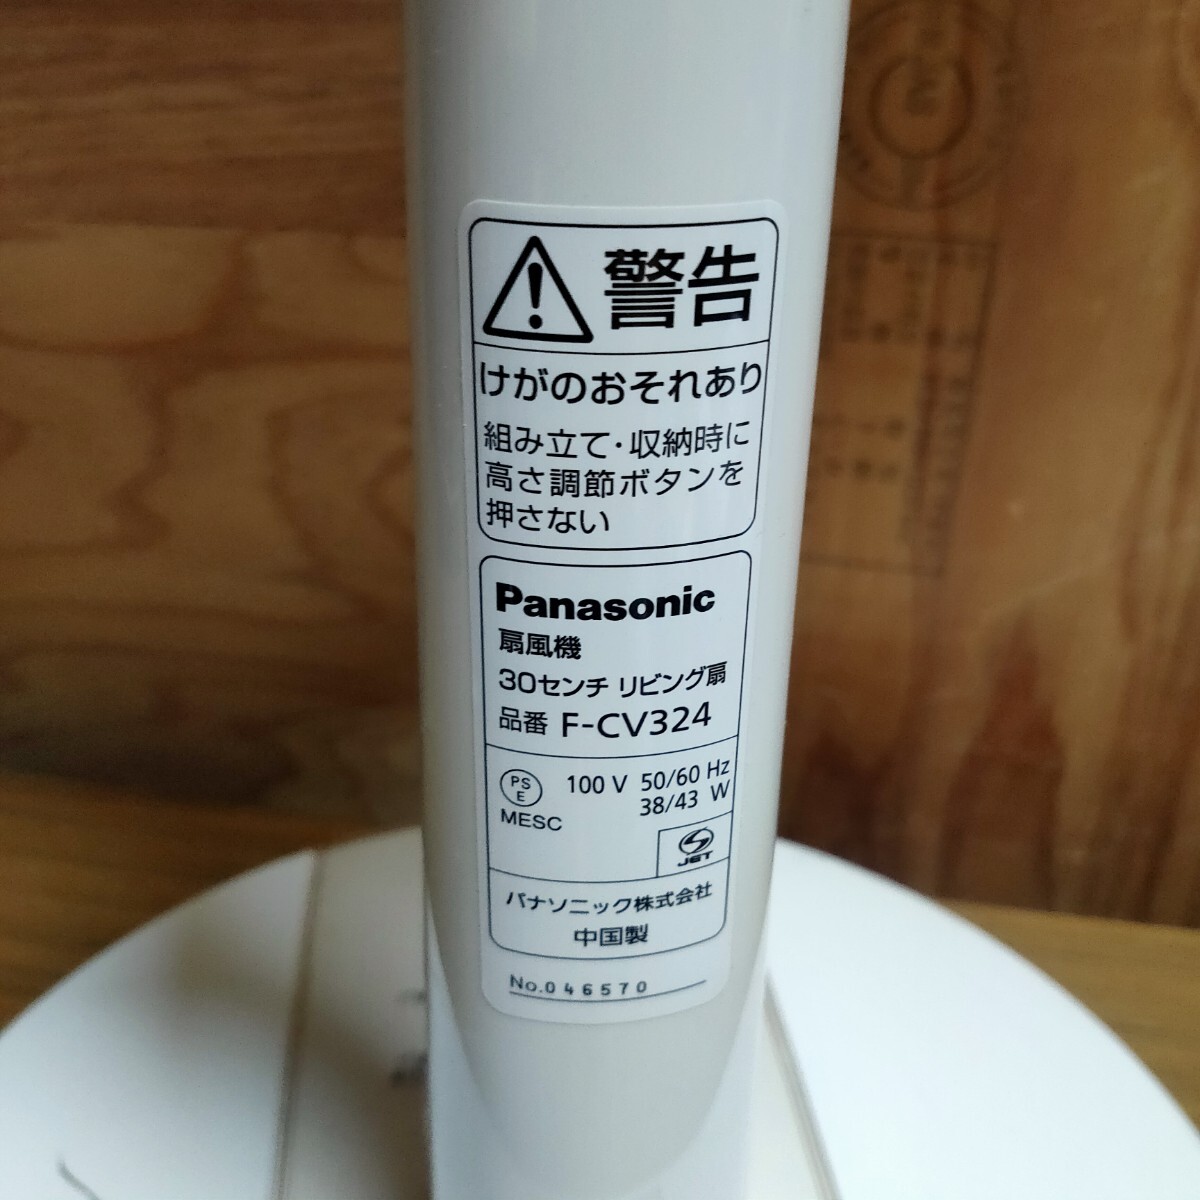 警告
けがのおそれあり
組み立て・収納時に
高さ調節ボタンを
押さない
Panasonic
扇風機
30センチ リビング扇
品番 F-CV324
PS
E
MESC
100 V 50/60 Hz
38/43 W
JET
パナソニック株式会社
中国製
No.046570